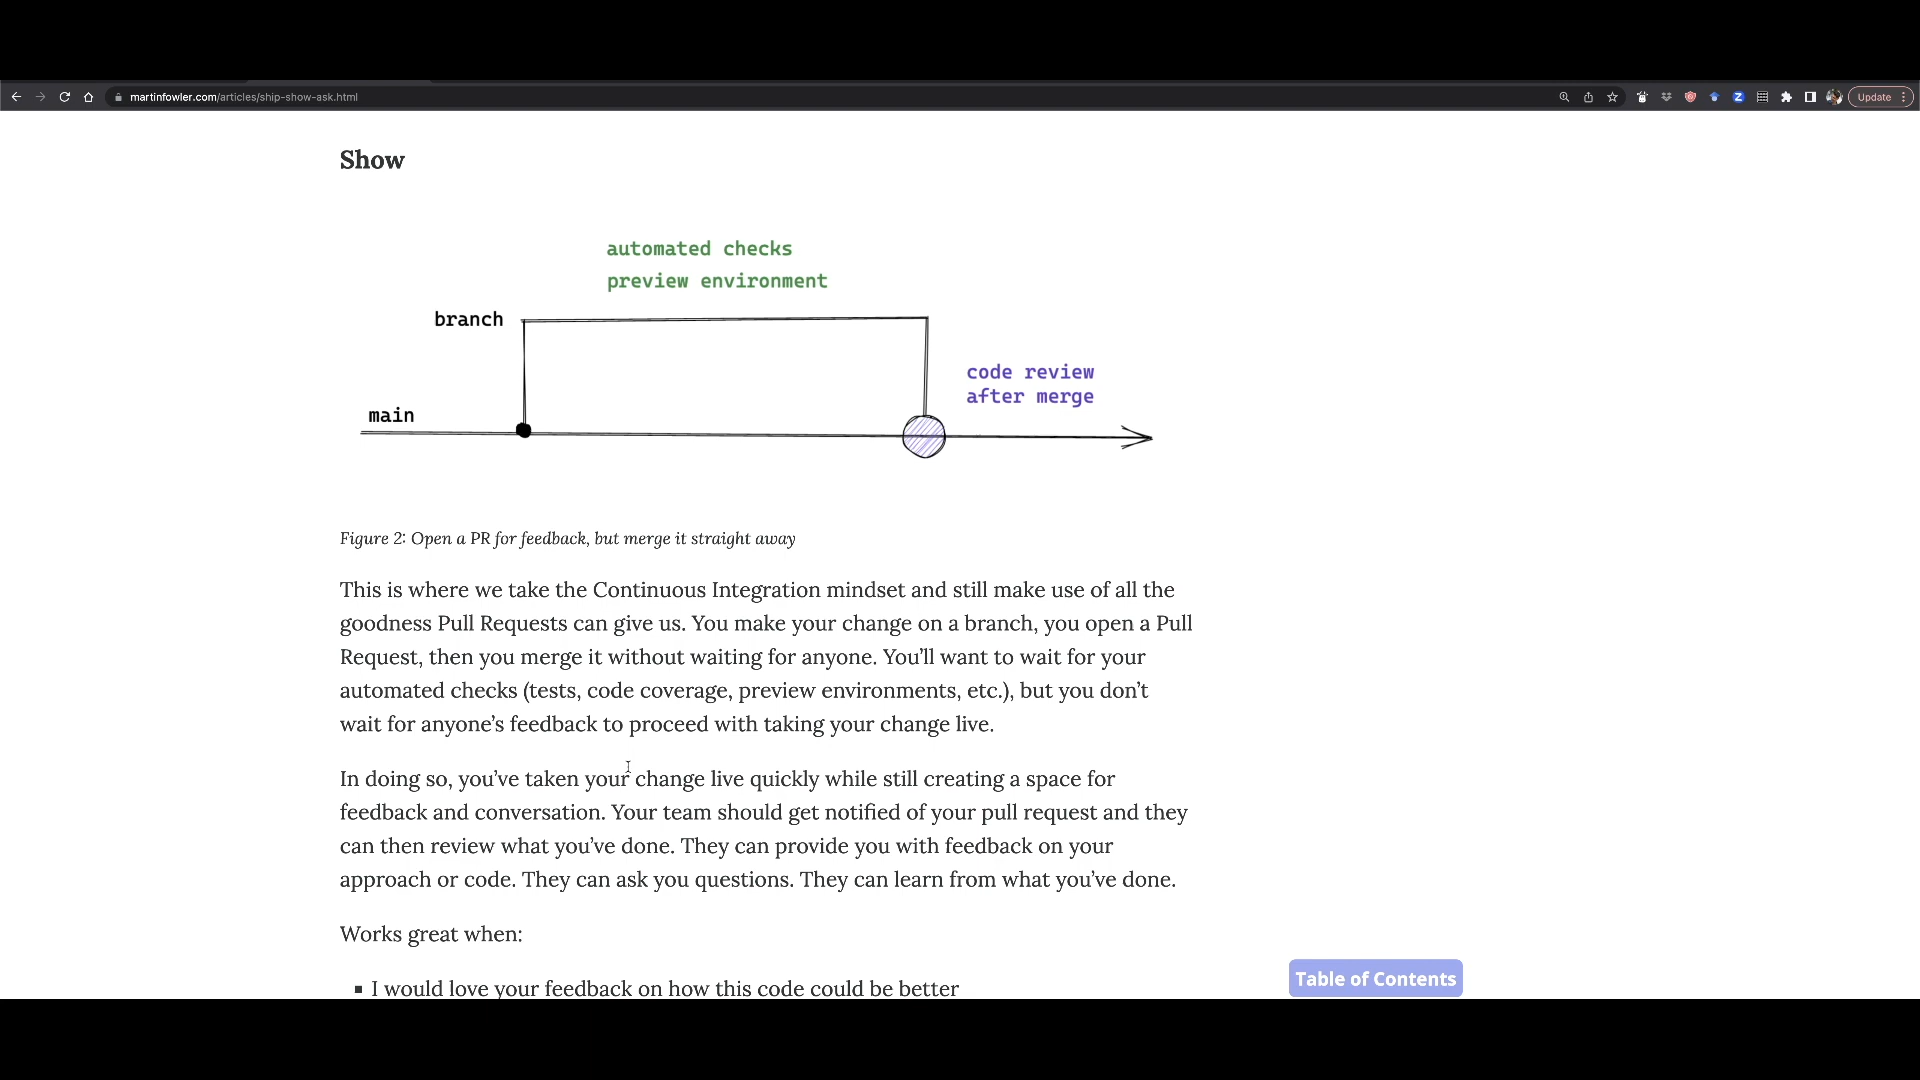 martinfowler.com/articles/ship-show-ask.html
Update
Show
automated checks
preview environment
branch
code review
after merge
main
Figure 2: Open a PR for feedback, but merge it straight away
This is where we take the Continuous Integration mindset and still make use of all the
goodness Pull Requests can give us. You make your change on a branch, you open a Pull
Request, then you merge it without waiting for anyone. You’ll want to wait for your
automated checks (tests, code coverage, preview environments, etc.), but you don’t
wait for anyone’s feedback to proceed with taking your change live.
In doing so, you’ve taken your change live quickly while still creating a space for
feedback and conversation. Your team should get notified of your pull request and they
can then review what you’ve done. They can provide you with feedback on your
approach or code. They can ask you questions. They can learn from what you’ve done.
Works great when:
▪ I would love your feedback on how this code could be better
Table of Contents